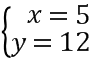 x = 5
y = 12